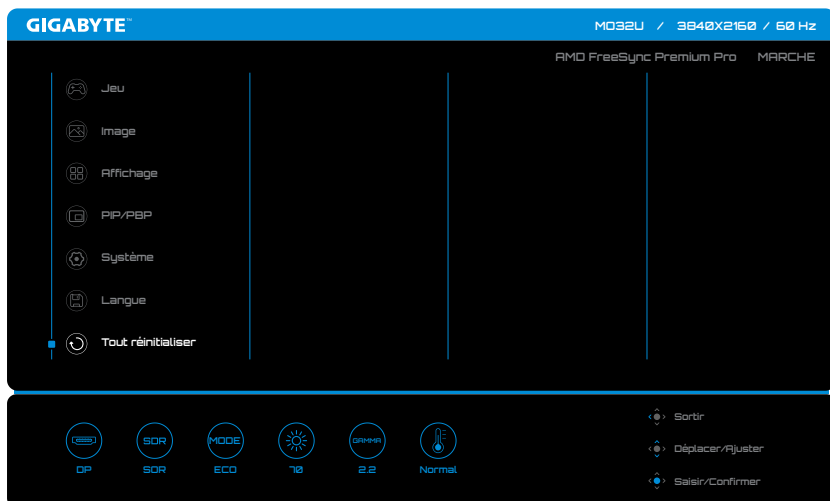 GIGABYTE™
MO32U / 3840X2160 / 60 Hz
AMD FreeSync Premium Pro MARCHE
Jeu
Image
Affichage
PIP/PBP
Système
Langue
Tout réinitialiser
SDR
MODE
GAMMA
DP
SDR
ECO
70
2.2
Normal
Sortir
Déplacer/Ajuster
Saisir/Confirmer